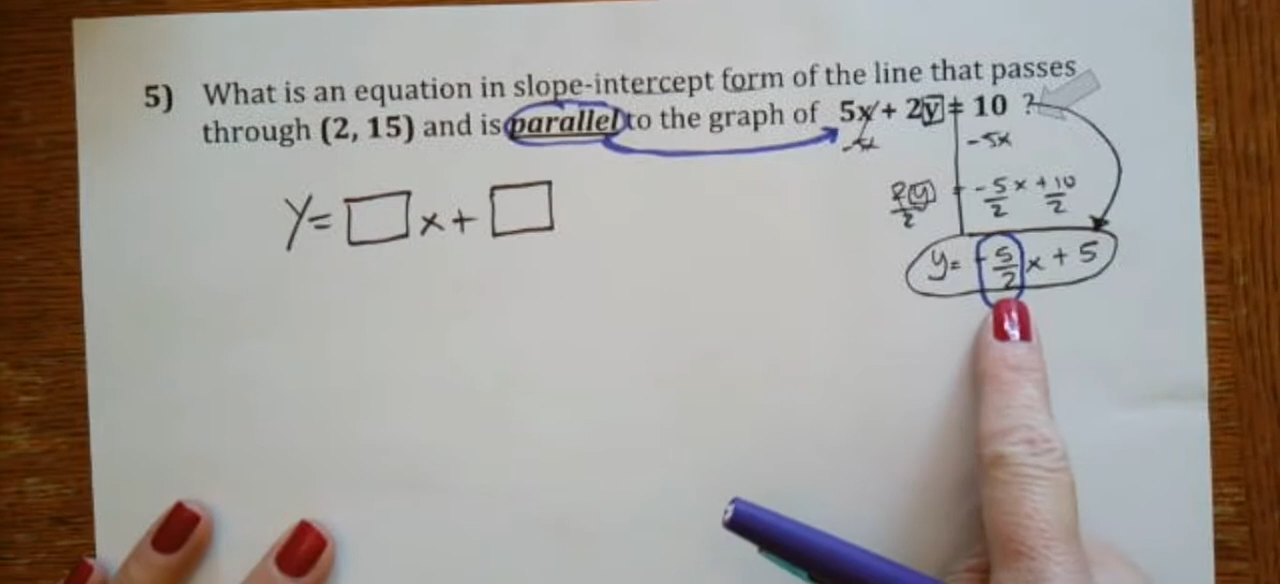 5) What is an equation in slope-intercept form of the line that passes
through (2, 15) and is parallel to the graph of 5x + 2y = 10 ?
-5x -5x
y = □x + □
2y/2 = -5/2 x + 10/2
y = -5/2 x + 5